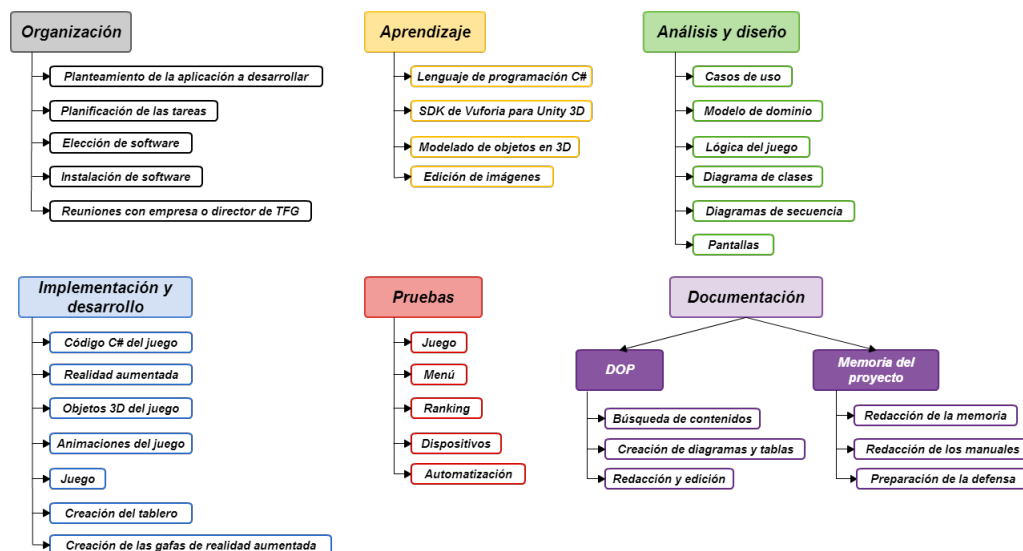 Organización
Planteamiento de la aplicación a desarrollar
Planificación de las tareas
Elección de software
Instalación de software
Reuniones con empresa o director de TFG
Aprendizaje
Lenguaje de programación C#
SDK de Vuforia para Unity 3D
Modelado de objetos en 3D
Edición de imágenes
Análisis y diseño
Casos de uso
Modelo de dominio
Lógica del juego
Diagrama de clases
Diagramas de secuencia
Pantallas
Implementación y
desarrollo
Código C# del juego
Realidad aumentada
Objetos 3D del juego
Animaciones del juego
Juego
Creación del tablero
Creación de las gafas de realidad aumentada
Pruebas
Juego
Menú
Ranking
Dispositivos
Automatización
Documentación
DOP
Búsqueda de contenidos
Creación de diagramas y tablas
Redacción y edición
Memoria del
proyecto
Redacción de la memoria
Redacción de los manuales
Preparación de la defensa